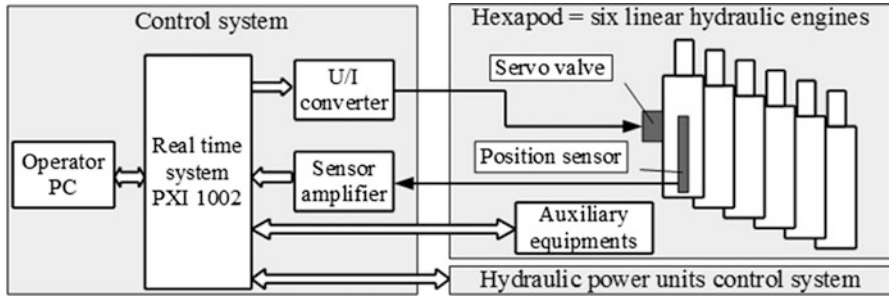 Control system
Hexapod = six linear hydraulic engines
U/I
converter
Servo valve
Operator
PC
Real time
system
PXI 1002
Sensor
amplifier
Position sensor
Auxiliary
equipments
Hydraulic power units control system